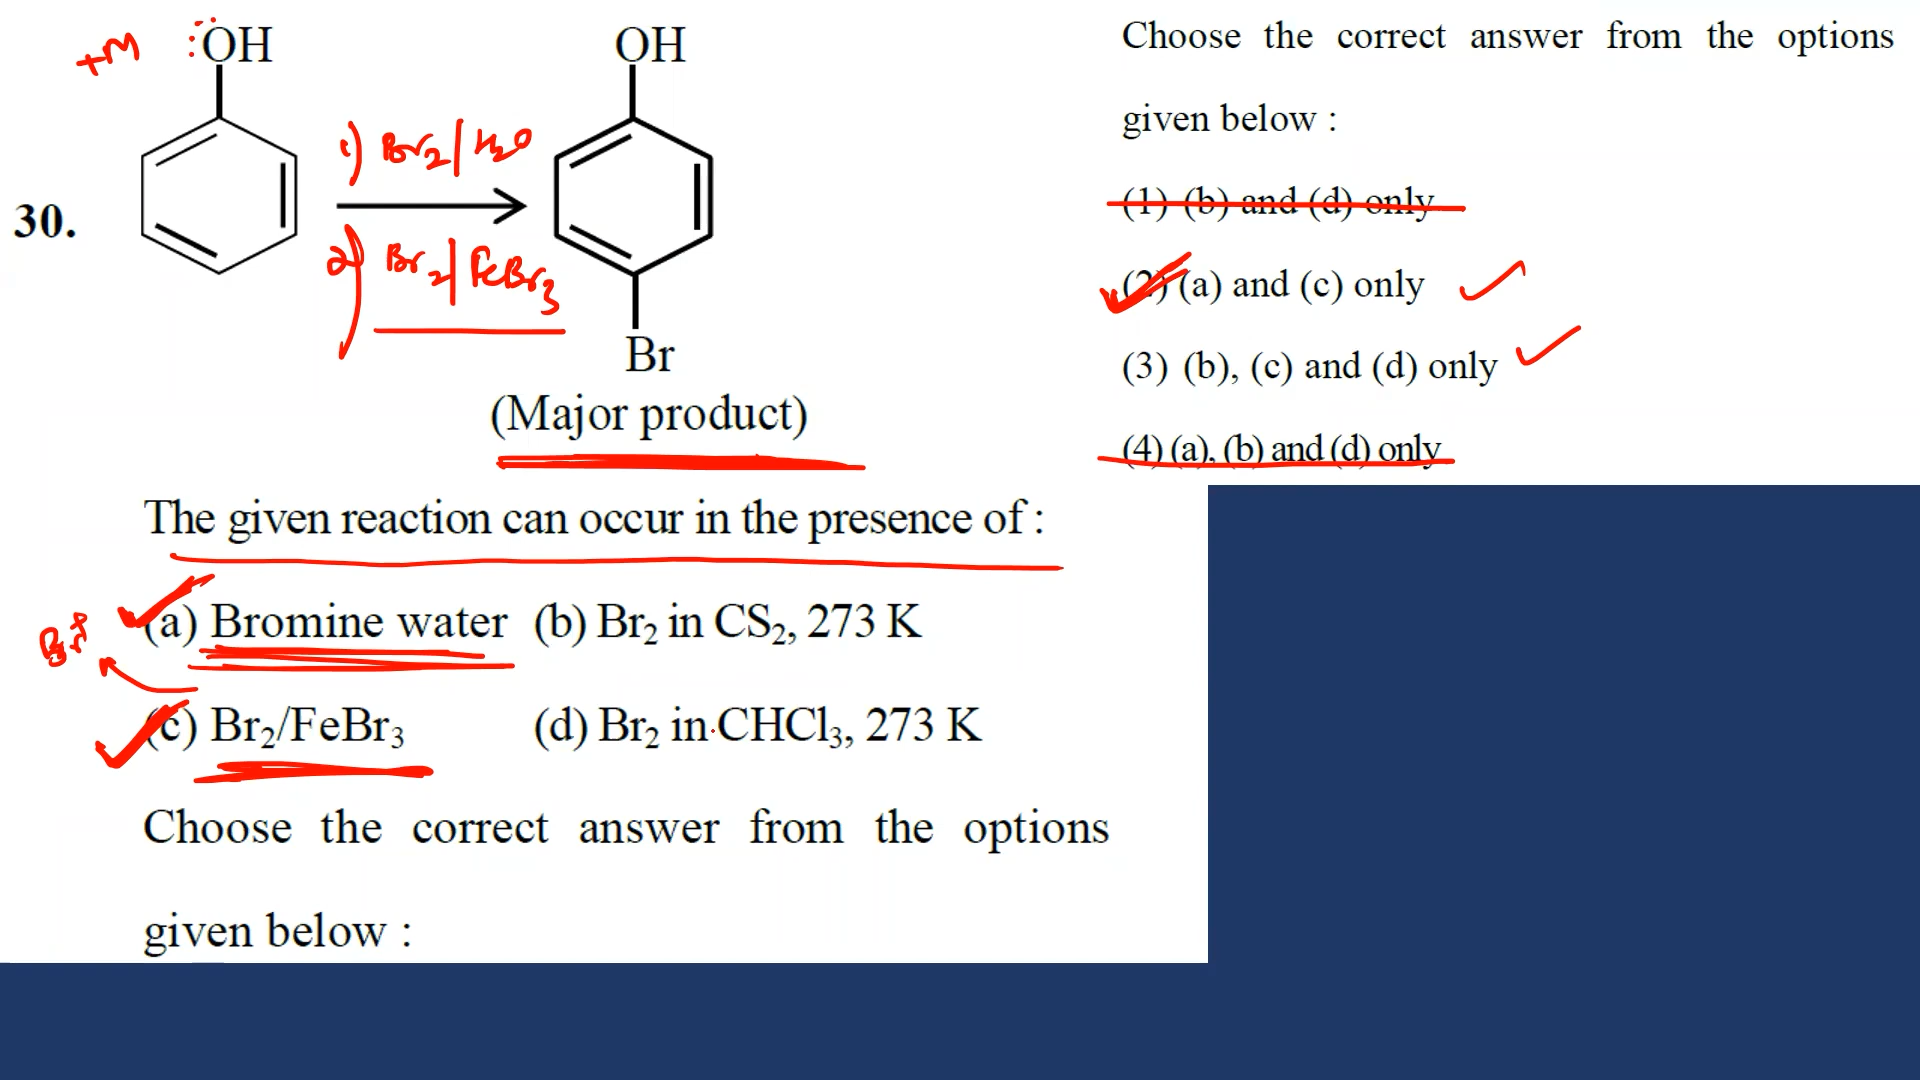 +M :OH OH
1) Br2/H2O
30.
2) Br2/FeBr3
Br
(Major product)
The given reaction can occur in the presence of :
(a) Bromine water (b) Br₂ in CS₂, 273 K
Br+
(c) Br₂/FeBr₃ (d) Br₂ in CHCl₃, 273 K
Choose the correct answer from the options
given below :
Choose the correct answer from the options
given below :
(1) (b) and (d) only
(2) (a) and (c) only
(3) (b), (c) and (d) only
(4) (a), (b) and (d) only